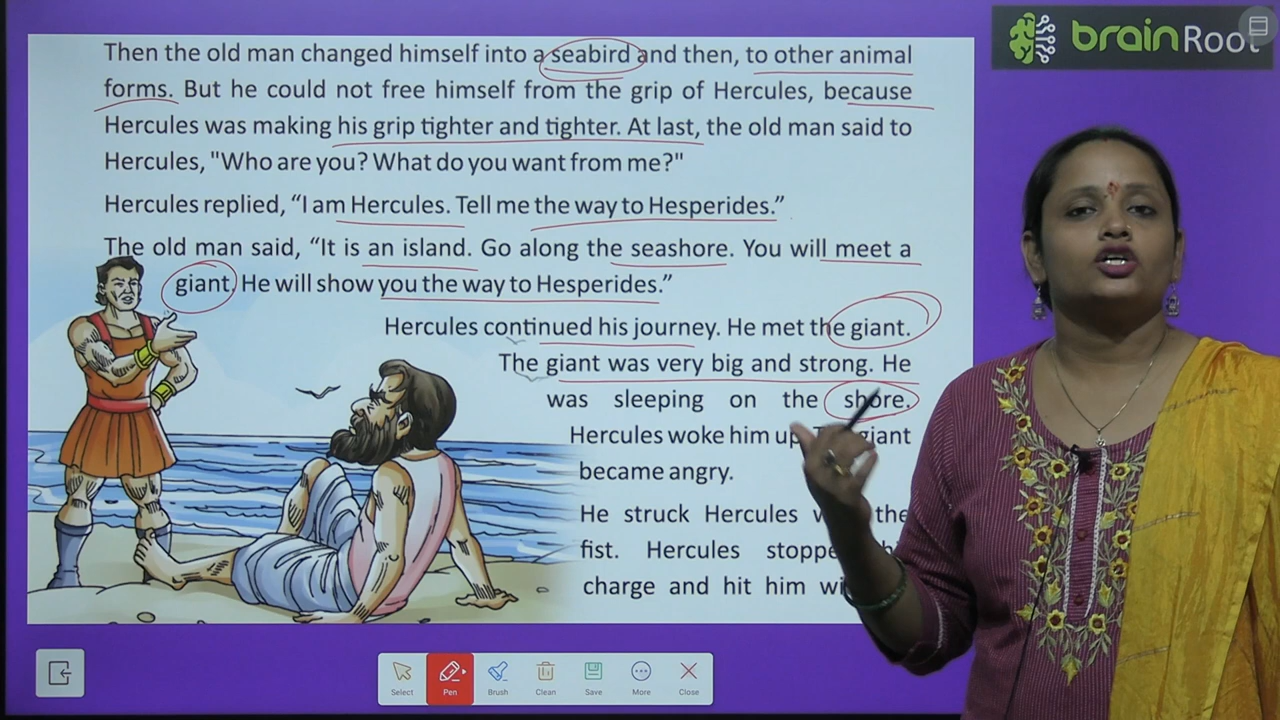 Then the old man changed himself into a seabird and then, to other animal
forms. But he could not free himself from the grip of Hercules, because
Hercules was making his grip tighter and tighter. At last, the old man said to
Hercules, "Who are you? What do you want from me?"
Hercules replied, “I am Hercules. Tell me the way to Hesperides.”
The old man said, “It is an island. Go along the seashore. You will meet a
giant. He will show you the way to Hesperides.”
Hercules continued his journey. He met the giant.
The giant was very big and strong. He
was sleeping on the shore.
Hercules woke him up. giant
became angry.
He struck Hercules the
fist. Hercules
charge and hit him
brainRoot
Select Pen Brush Clean Save More Close